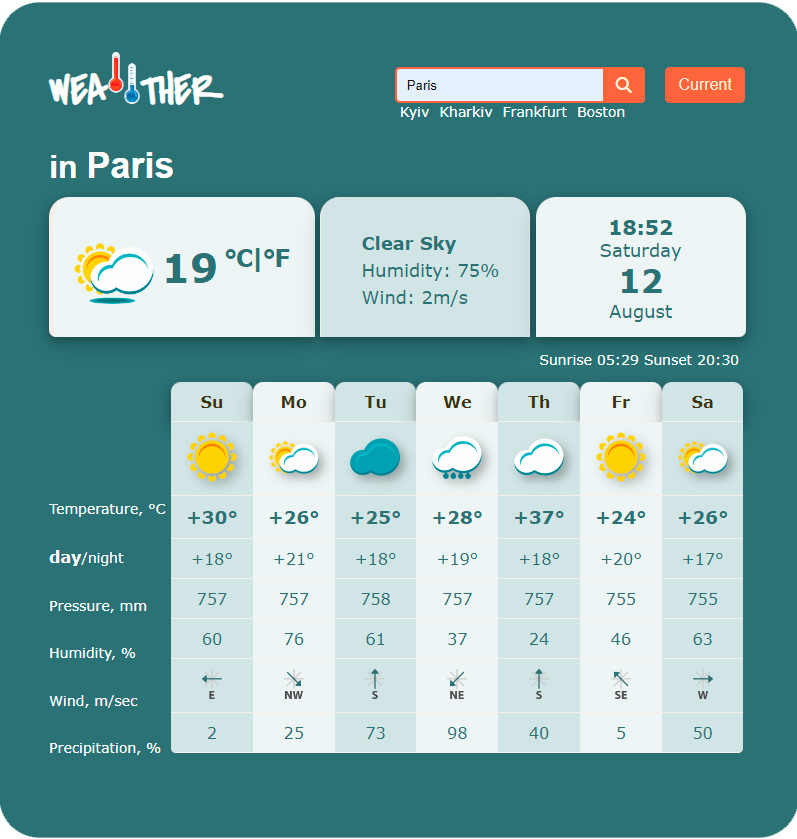 WEATHER
Paris
Current
Kyiv Kharkiv Frankfurt Boston
in Paris
19 °C|°F
Clear Sky
Humidity: 75%
Wind: 2m/s
18:52
Saturday
12
August
Sunrise 05:29 Sunset 20:30
Su Mo Tu We Th Fr Sa
Temperature, °C
+30° +26° +25° +28° +37° +24° +26°
day/night
+18° +21° +18° +19° +18° +20° +17°
Pressure, mm
757 757 758 757 757 755 755
Humidity, %
60 76 61 37 24 46 63
Wind, m/sec
E NW S NE S SE W
Precipitation, %
2 25 73 98 40 5 50